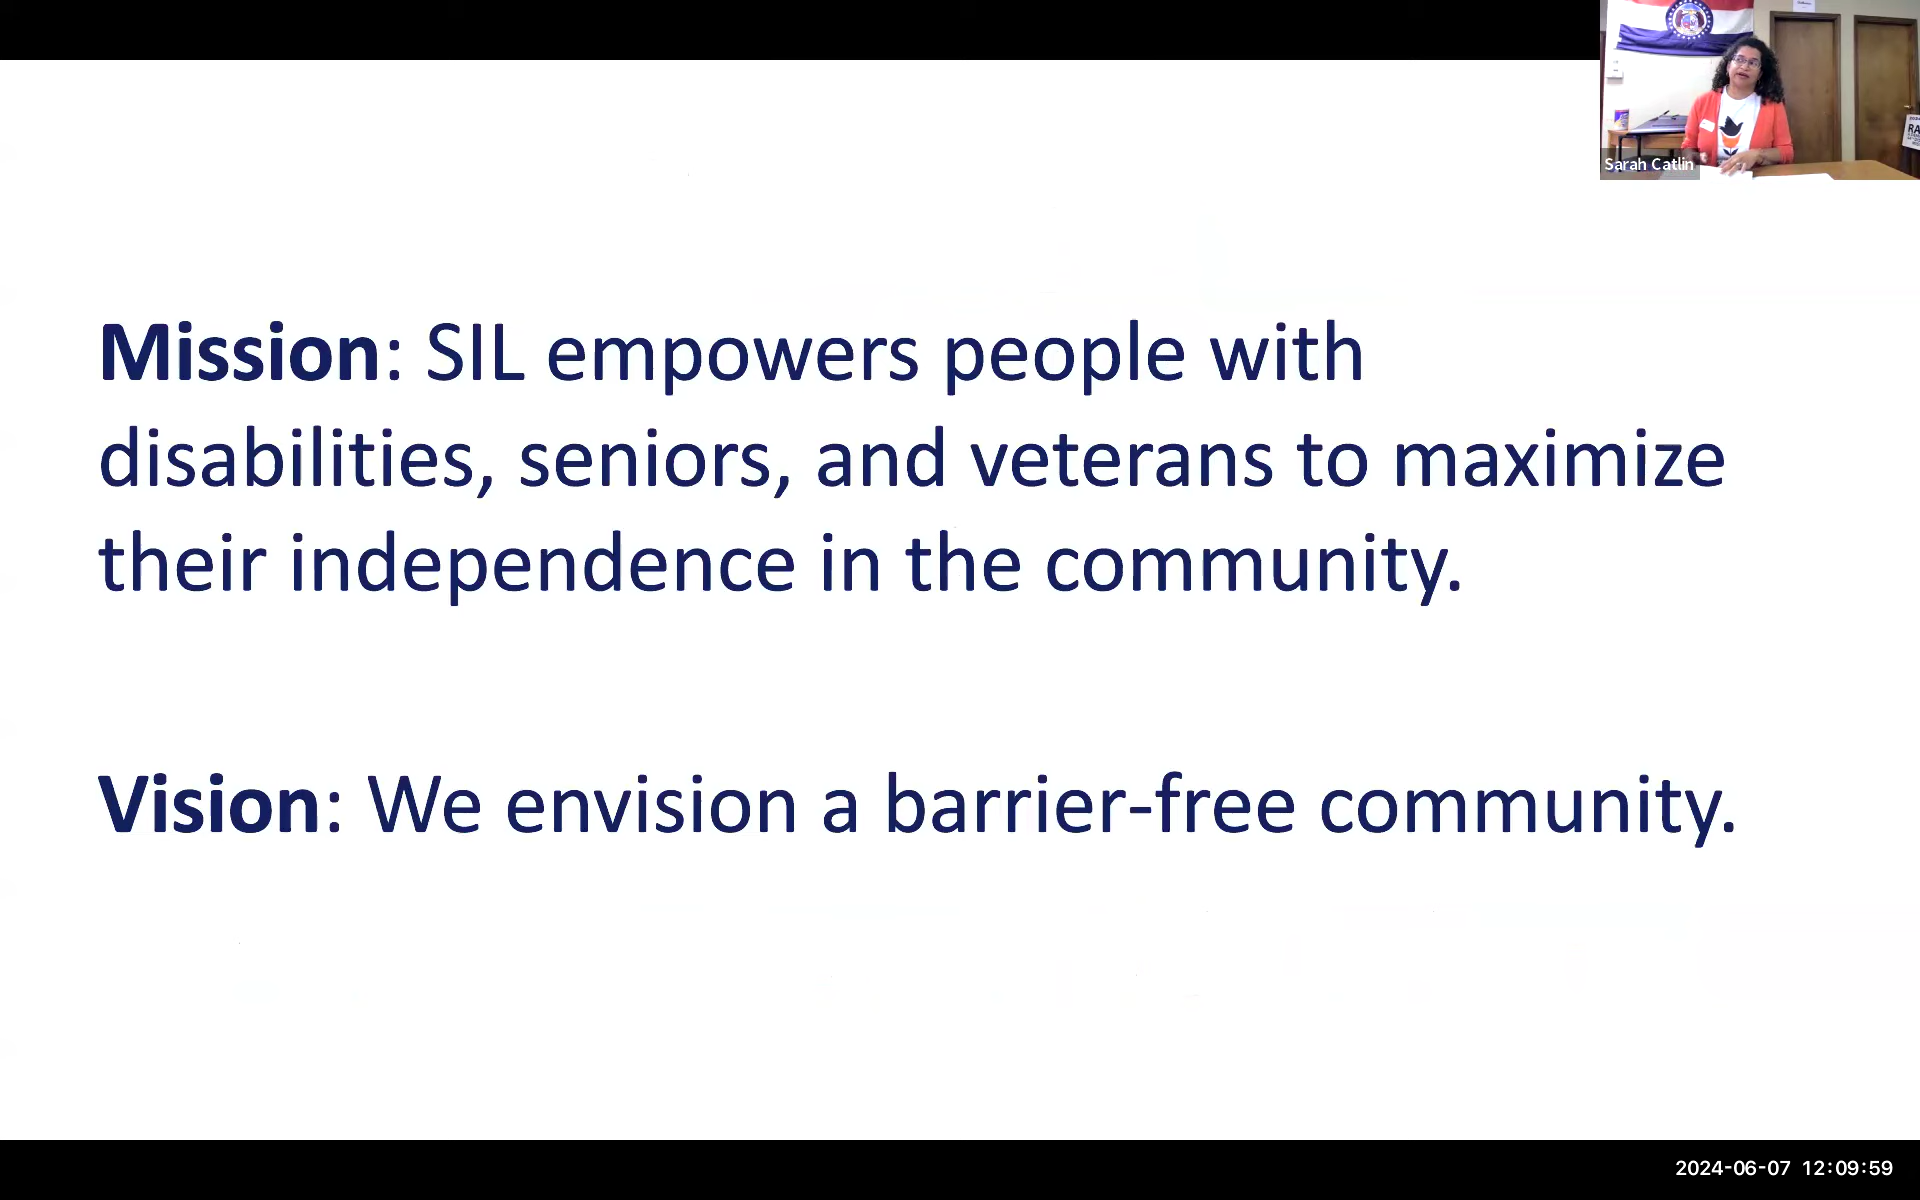 Sarah Catlin
Mission: SIL empowers people with
disabilities, seniors, and veterans to maximize
their independence in the community.
Vision: We envision a barrier-free community.
2024-06-07 12:09:59